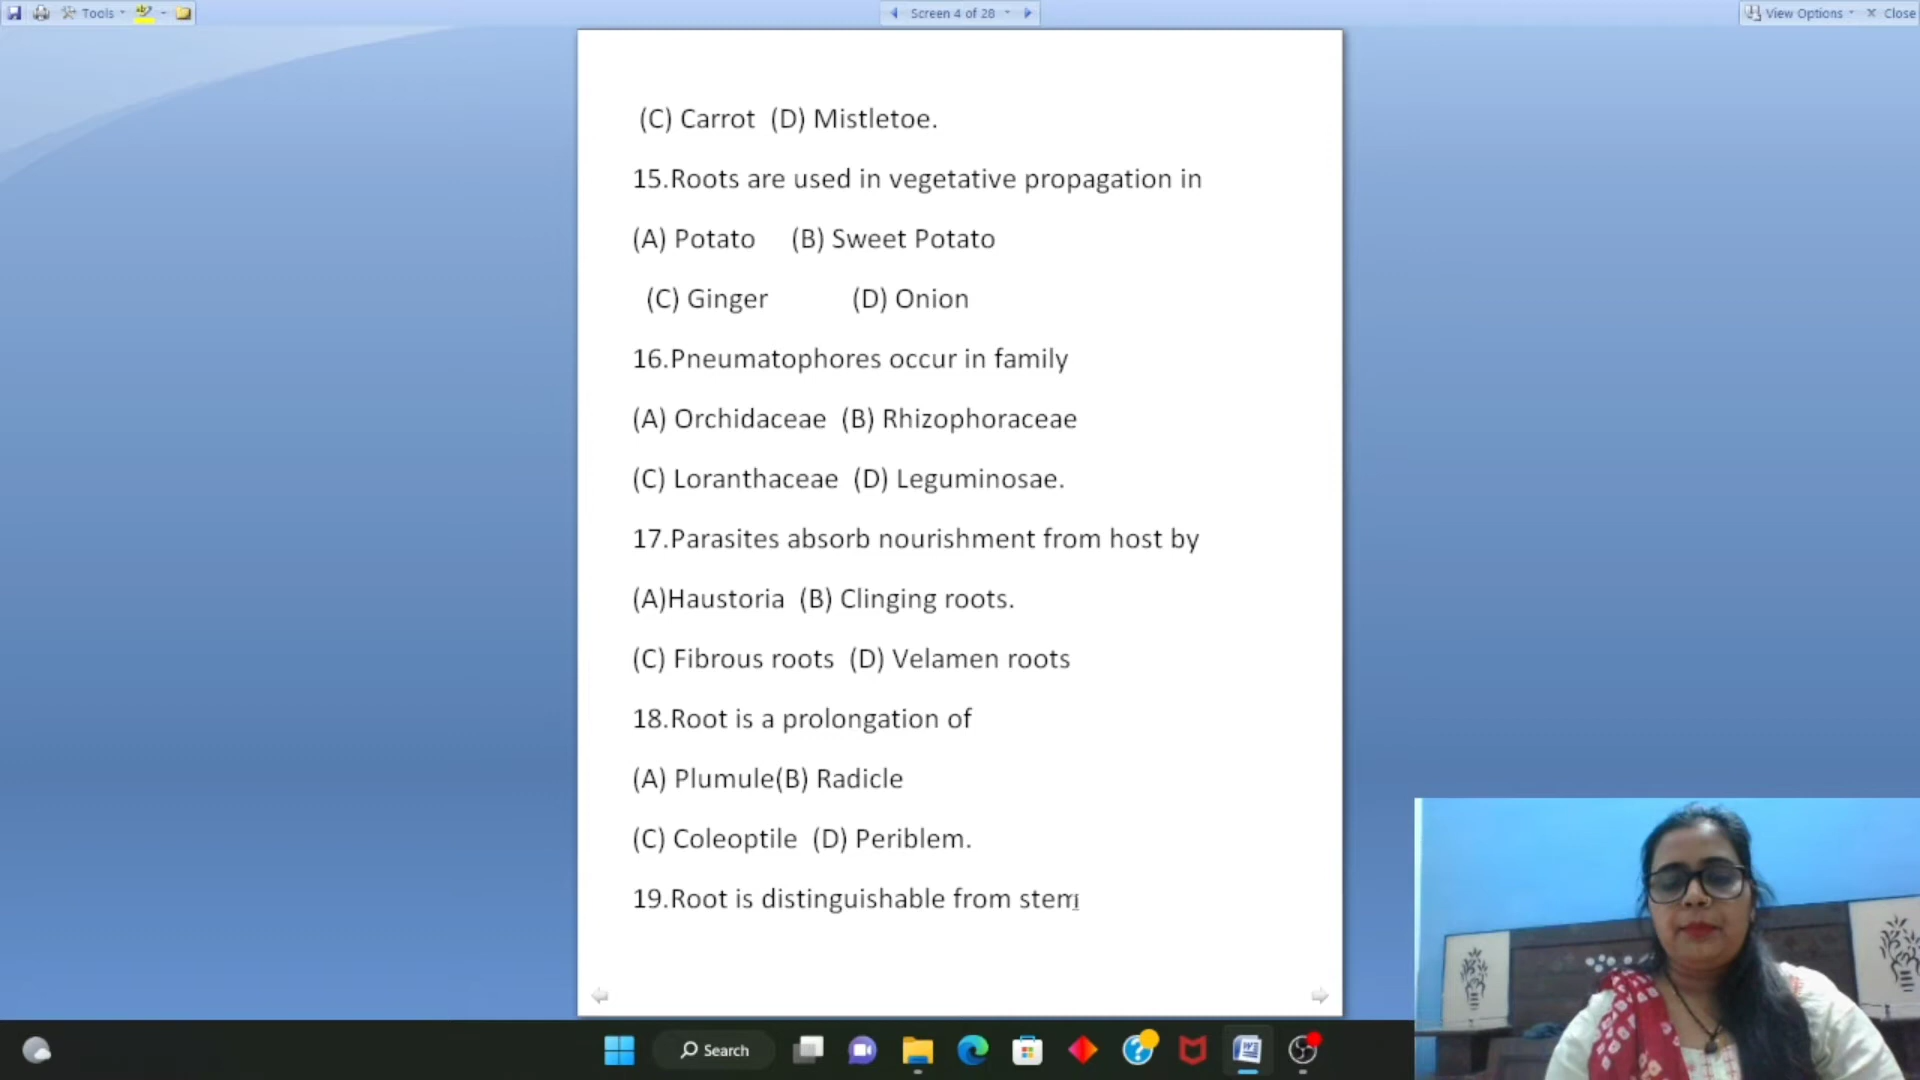 Tools
Screen 4 of 28
View Options
Close
(C) Carrot (D) Mistletoe.
15.Roots are used in vegetative propagation in
(A) Potato (B) Sweet Potato
(C) Ginger (D) Onion
16.Pneumatophores occur in family
(A) Orchidaceae (B) Rhizophoraceae
(C) Loranthaceae (D) Leguminosae.
17.Parasites absorb nourishment from host by
(A)Haustoria (B) Clinging roots.
(C) Fibrous roots (D) Velamen roots
18.Root is a prolongation of
(A) Plumule(B) Radicle
(C) Coleoptile (D) Periblem.
19.Root is distinguishable from stem
Search